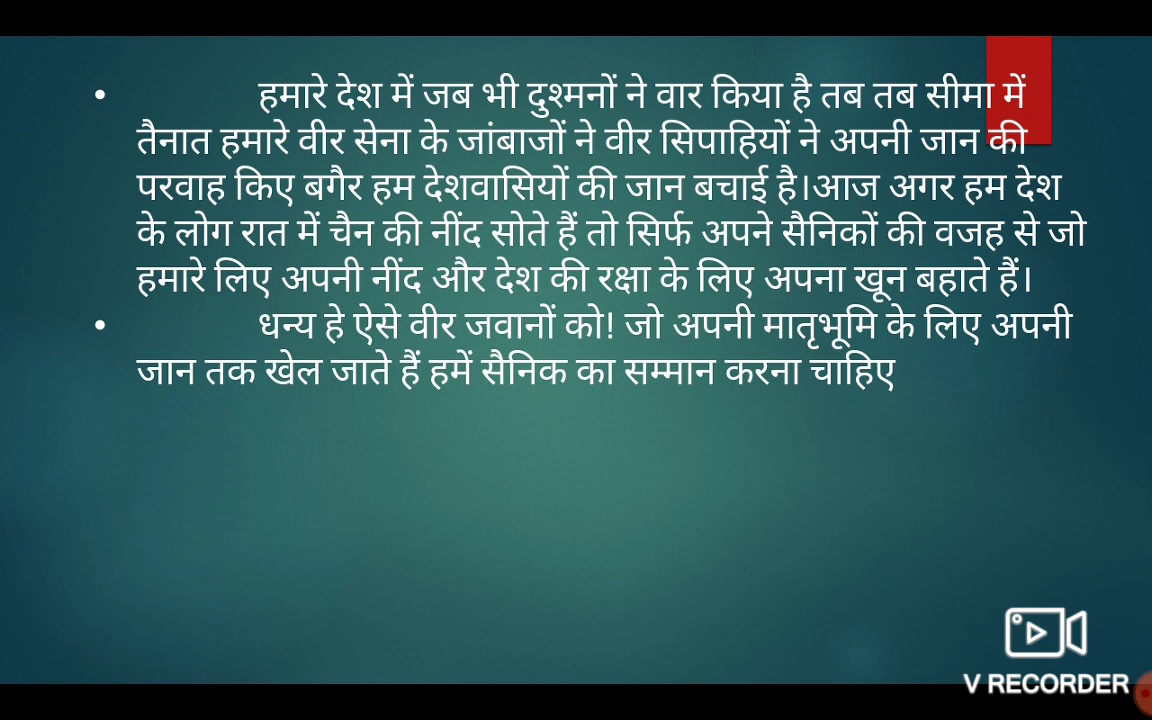 • हमारे देश में जब भी दुश्मनों ने वार किया है तब तब सीमा में
तैनात हमारे वीर सेना के जांबाजों ने वीर सिपाहियों ने अपनी जान की
परवाह किए बगैर हम देशवासियों की जान बचाई है।आज अगर हम देश
के लोग रात में चैन की नींद सोते हैं तो सिर्फ अपने सैनिकों की वजह से जो
हमारे लिए अपनी नींद और देश की रक्षा के लिए अपना खून बहाते हैं।
• धन्य हे ऐसे वीर जवानों को! जो अपनी मातृभूमि के लिए अपनी
जान तक खेल जाते हैं हमें सैनिक का सम्मान करना चाहिए
V RECORDER